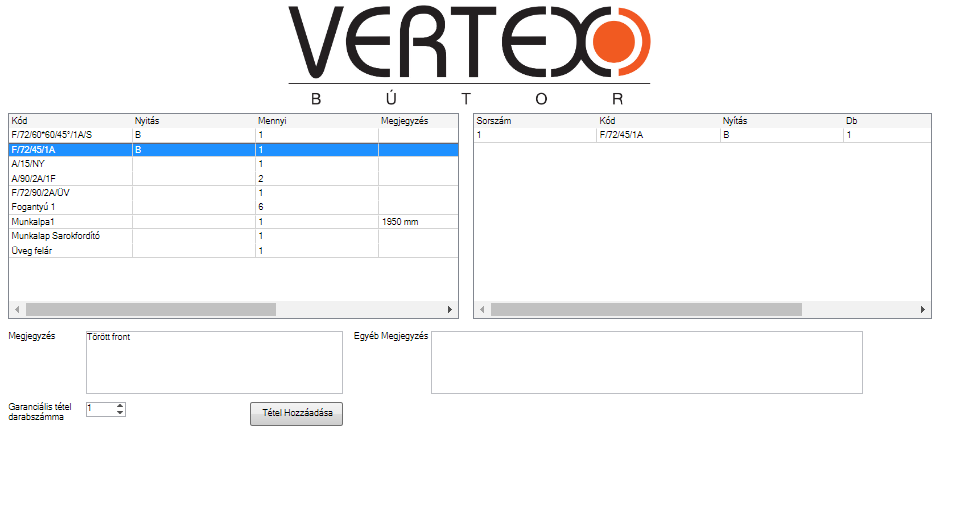 VERTEX
BÚTOR
Kód Nyitás Mennyi Megjegyzés
F/72/60*60/45°/1A/S B 1
F/72/45/1A B 1
A/15/NY 1
A/90/2A/1F 2
F/72/90/2A/ÜV 1
Fogantyú 1 6
Munkalpa1 1 1950 mm
Munkalap Sarokfordító 1
Üveg felár 1
Sorszám Kód Nyítás Db
1 F/72/45/1A B 1
Megjegyzés
Törött front
Egyéb Megjegyzés
Garanciális tétel
darabszámma
1
Tétel Hozzáadása